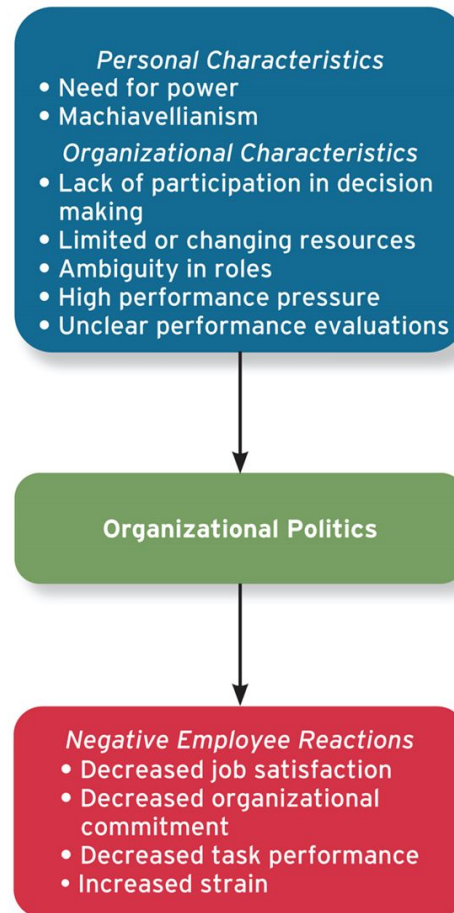 Personal Characteristics
• Need for power
• Machiavellianism
Organizational Characteristics
• Lack of participation in decision
making
• Limited or changing resources
• Ambiguity in roles
• High performance pressure
• Unclear performance evaluations
Organizational Politics
Negative Employee Reactions
• Decreased job satisfaction
• Decreased organizational
commitment
• Decreased task performance
• Increased strain